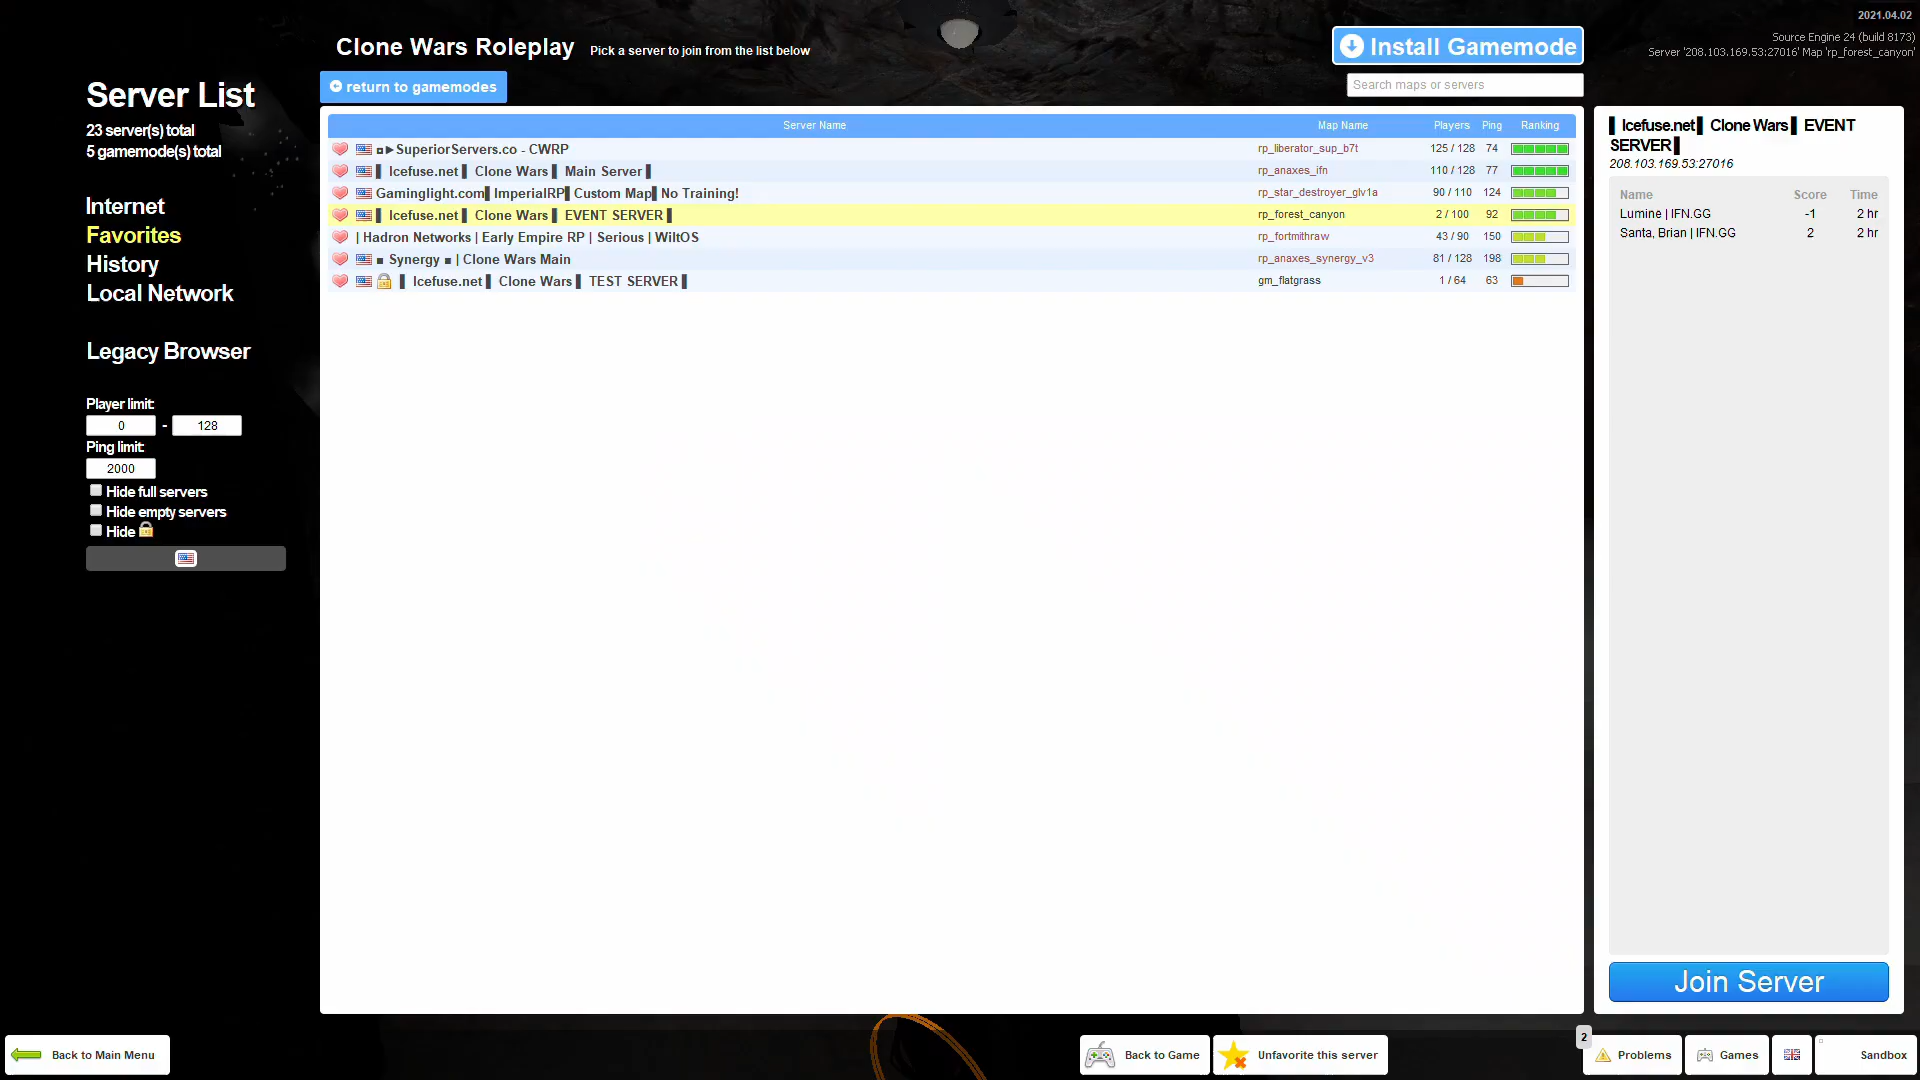 2021.04.02
Source Engine 24 (build 8173)
Server '208.103.169.53:27016' Map 'rp_forest_canyon'
Clone Wars Roleplay Pick a server to join from the list below
Install Gamemode
return to gamemodes
Search maps or servers
Server List
23 server(s) total
5 gamemode(s) total
Internet
Favorites
History
Local Network
Legacy Browser
Player limit:
0 - 128
Ping limit:
2000
Hide full servers
Hide empty servers
Hide
Server Name Map Name Players Ping Ranking
¤►SuperiorServers.co - CWRP rp_liberator_sup_b7t 125 / 128 74
▌ Icefuse.net ▌ Clone Wars ▌ Main Server ▌ rp_anaxes_ifn 110 / 128 77
Gaminglight.com▌ImperialRP▌Custom Map▌No Training! rp_star_destroyer_glv1a 90 / 110 124
▌ Icefuse.net ▌ Clone Wars ▌ EVENT SERVER ▌ rp_forest_canyon 2 / 100 92
| Hadron Networks | Early Empire RP | Serious | WiltOS rp_fortmithraw 43 / 90 150
■ Synergy ■ | Clone Wars Main rp_anaxes_synergy_v3 81 / 128 198
▌ Icefuse.net ▌ Clone Wars ▌ TEST SERVER ▌ gm_flatgrass 1 / 64 63
▌ Icefuse.net ▌ Clone Wars ▌ EVENT
SERVER ▌
208.103.169.53:27016
Name Score Time
Lumine | IFN.GG -1 2 hr
Santa, Brian | IFN.GG 2 2 hr
Join Server
Back to Main Menu
Back to Game
Unfavorite this server
2
Problems
Games
Sandbox